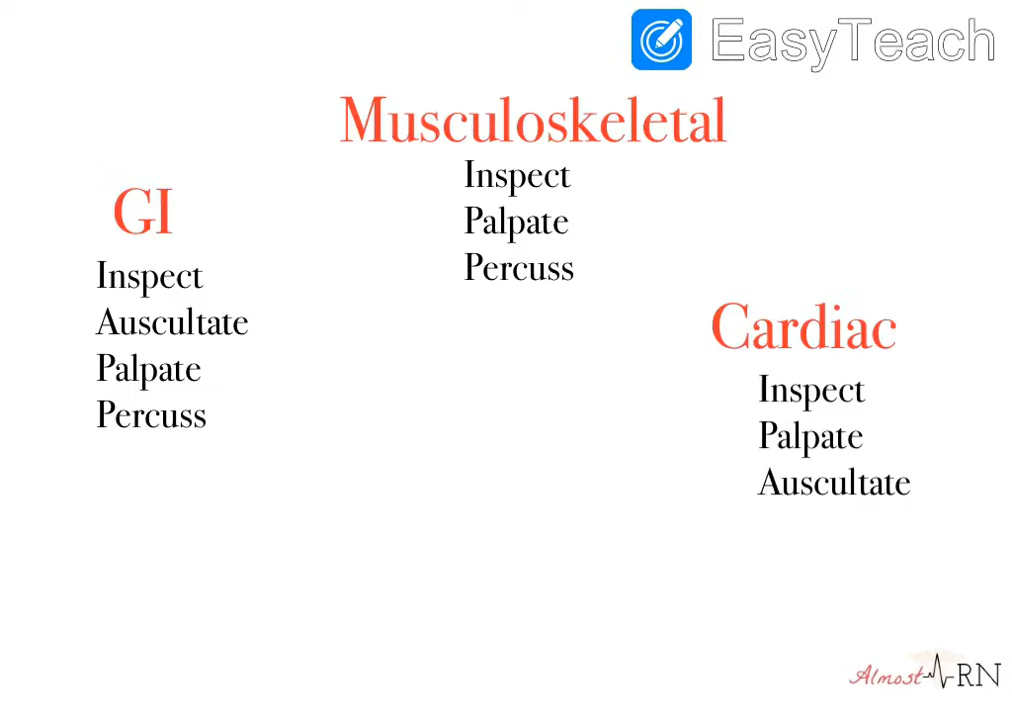 EasyTeach
Musculoskeletal
Inspect
Palpate
Percuss
GI
Inspect
Auscultate
Palpate
Percuss
Cardiac
Inspect
Palpate
Auscultate
Almost RN